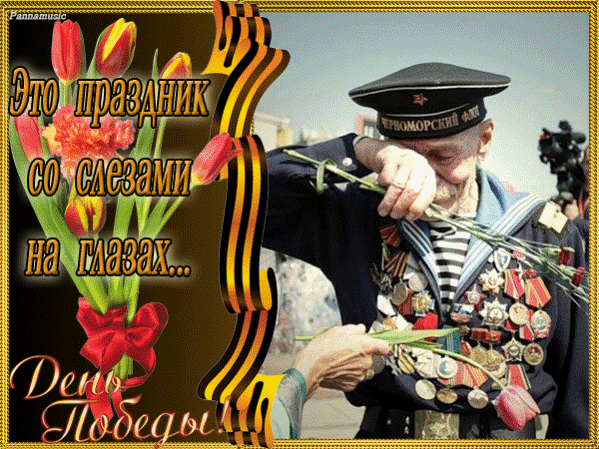 Pannamusic
Это праздник
со слезами
на глазах...
День
Победы!
ЧЕРНОМОРСКИЙ ФЛОТ